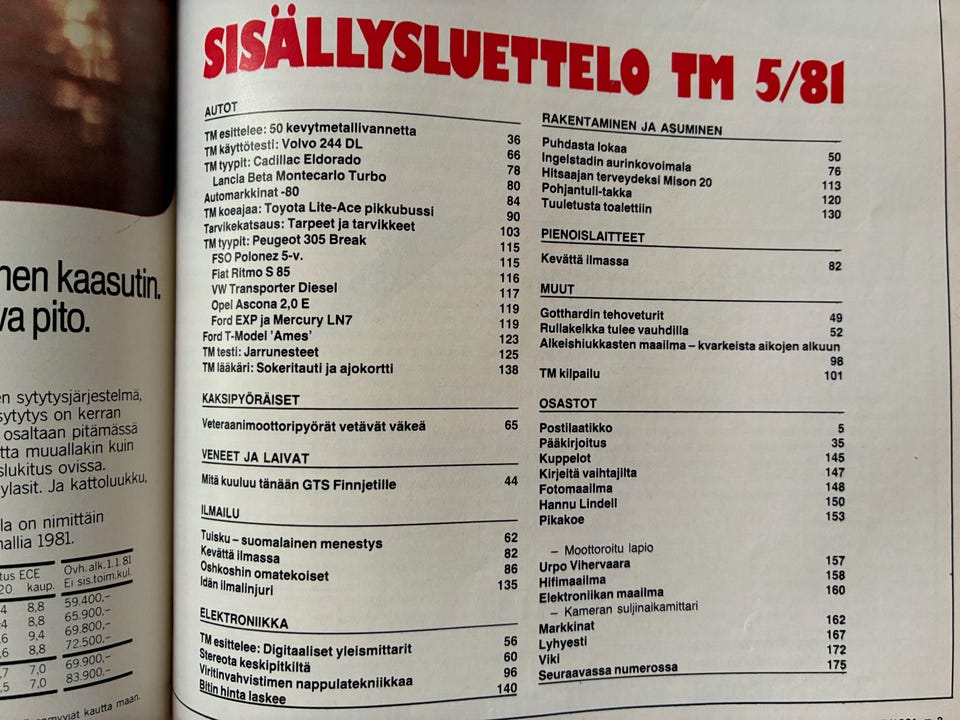 SISÄLLYSLUETTELO TM 5/81
AUTOT
TM esittelee: 50 kevytmetallivannetta 36
TM käyttötesti: Volvo 244 DL 66
TM tyypit: Cadillac Eldorado 78
Lancia Beta Montecarlo Turbo 80
Automarkkinat -80 84
TM koeajaa: Toyota Lite-Ace pikkubussi 90
Tarvikekatsaus: Tarpeet ja tarvikkeet 103
TM tyypit: Peugeot 305 Break 115
FSO Polonez 5-v. 115
Fiat Ritmo S 85 116
VW Transporter Diesel 117
Opel Ascona 2,0 E 119
Ford EXP ja Mercury LN7 119
Ford T-Model 'Ames' 123
TM testi: Jarrunesteet 125
TM lääkäri: Sokeritauti ja ajokortti 138
KAKSIPYÖRÄISET
Veteraanimoottoripyörät vetävät väkeä 65
VENEET JA LAIVAT
Mitä kuuluu tänään GTS Finnjetille 44
ILMAILU
Tuisku – suomalainen menestys 62
Kevättä ilmassa 82
Oshkoshin omatekoiset 86
Idän ilmalinjuri 135
ELEKTRONIIKKA
TM esittelee: Digitaaliset yleismittarit 56
Stereota keskipitkiltä 60
Viritinvahvistimen nappulatekniikkaa 96
Bitin hinta laskee 140
RAKENTAMINEN JA ASUMINEN
Puhdasta lokaa 50
Ingelstadin aurinkovoimala 76
Hitsaajan terveydeksi Mison 20 113
Pohjantuli-takka 120
Tuuletusta toalettiin 130
PIENOISLAITTEET
Kevättä ilmassa 82
MUUT
Gotthardin tehoveturit 49
Rullakelkka tulee vauhdilla 52
Alkeishiukkasten maailma – kvarkeista aikojen alkuun
98
TM kilpailu 101
OSASTOT
Postilaatikko 5
Pääkirjoitus 35
Kuppelot 145
Kirjeitä vaihtajilta 147
Fotomaailma 148
Hannu Lindell 150
Pikakoe 153
– Moottoroitu lapio
Urpo Vihervaara 157
Hifimaailma 158
Elektroniikan maailma 160
– Kameran suljinaikamittari
Markkinat 162
Lyhyesti 167
Viki 172
Seuraavassa numerossa 175
nen kaasutin.
va pito.
en sytytysjärjestelmä,
sytytys on kerran
osaltaan pitämässä
tta muuallakin kuin
slukitus ovissa.
ylasit. Ja kattoluukku,
la on nimittäin
mallia 1981.
tus ECE Ovh. alk. 1.1.81
20 kaup. Ei sis.toim.kul.
4 8,8 59.400,–
4 8,8 65.900,–
6 9,4 69.800,–
6 8,8 72.500,–
7 7,0 69.900,–
5 7,0 83.900,–
kautta maan.